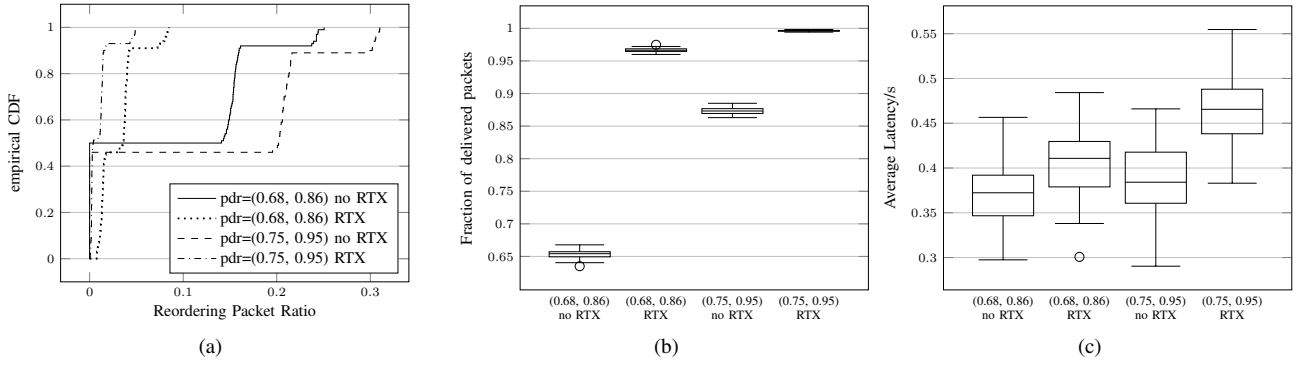 1
0.8
0.6
0.4
0.2
0
empirical CDF
0 0.1 0.2 0.3
Reordering Packet Ratio
pdr=(0.68, 0.86) no RTX
pdr=(0.68, 0.86) RTX
pdr=(0.75, 0.95) no RTX
pdr=(0.75, 0.95) RTX
(a)
1
0.95
0.9
0.85
0.8
0.75
0.7
0.65
Fraction of delivered packets
(0.68, 0.86) (0.68, 0.86) (0.75, 0.95) (0.75, 0.95)
no RTX RTX no RTX RTX
(b)
0.55
0.5
0.45
0.4
0.35
0.3
Average Latency/s
(0.68, 0.86) (0.68, 0.86) (0.75, 0.95) (0.75, 0.95)
no RTX RTX no RTX RTX
(c)